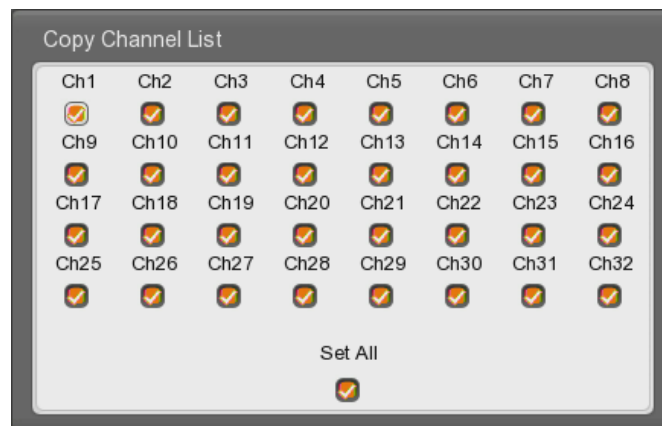 Copy Channel List
Ch1 Ch2 Ch3 Ch4 Ch5 Ch6 Ch7 Ch8
Ch9 Ch10 Ch11 Ch12 Ch13 Ch14 Ch15 Ch16
Ch17 Ch18 Ch19 Ch20 Ch21 Ch22 Ch23 Ch24
Ch25 Ch26 Ch27 Ch28 Ch29 Ch30 Ch31 Ch32
Set All